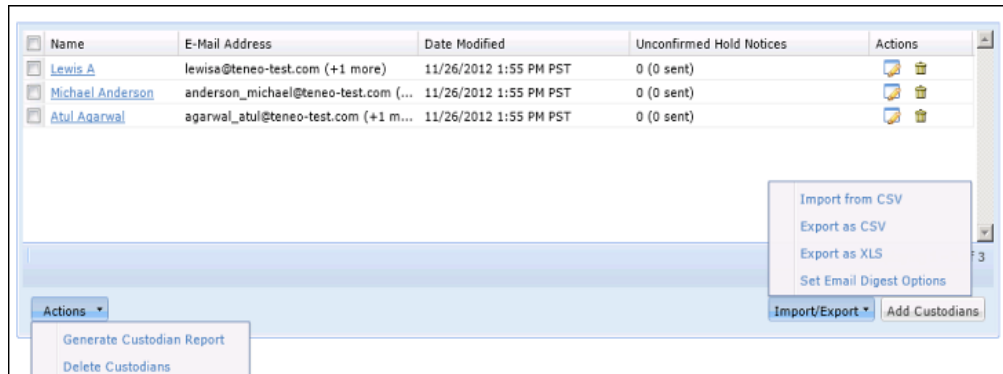 Name E-Mail Address Date Modified Unconfirmed Hold Notices Actions
Lewis A lewisa@teneo-test.com (+1 more) 11/26/2012 1:55 PM PST 0 (0 sent)
Michael Anderson anderson_michael@teneo-test.com (... 11/26/2012 1:55 PM PST 0 (0 sent)
Atul Agarwal agarwal_atul@teneo-test.com (+1 m... 11/26/2012 1:55 PM PST 0 (0 sent)
Import from CSV
Export as CSV
Export as XLS
3
Set Email Digest Options
Actions Import/Export Add Custodians
Generate Custodian Report
Delete Custodians